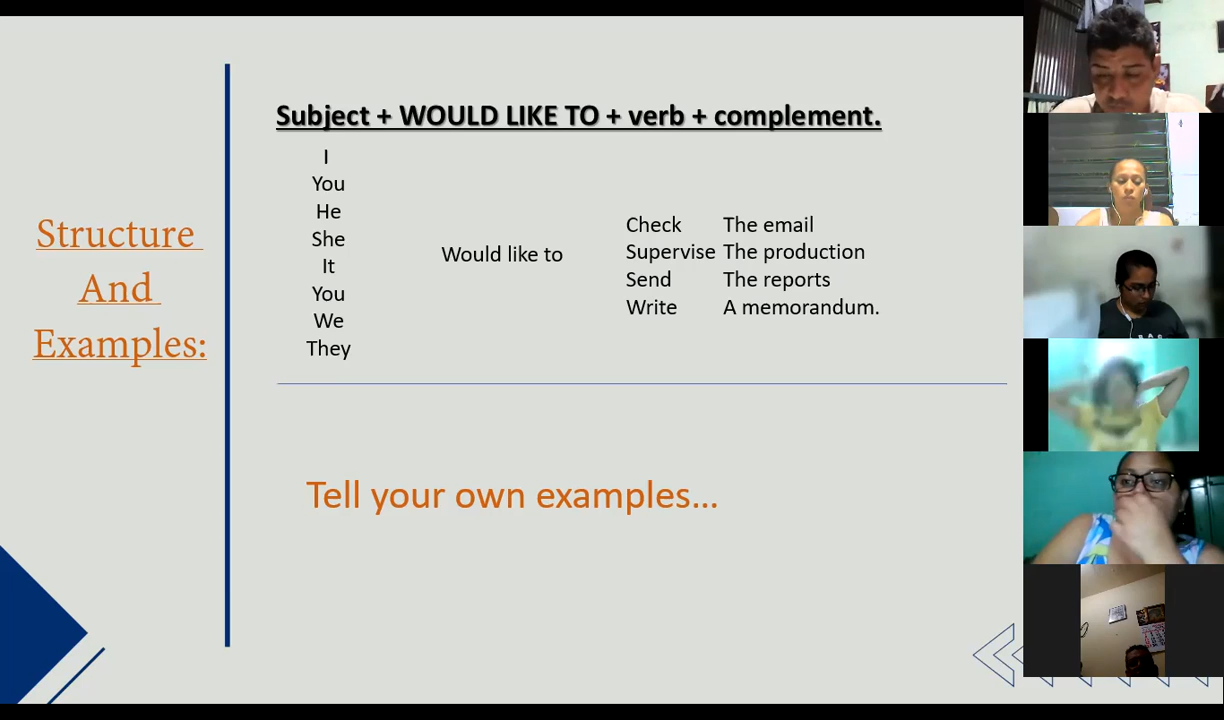 Structure
And
Examples:
Subject + WOULD LIKE TO + verb + complement.
I
You
He
She
It
You
We
They
Would like to
Check The email
Supervise The production
Send The reports
Write A memorandum.
Tell your own examples...